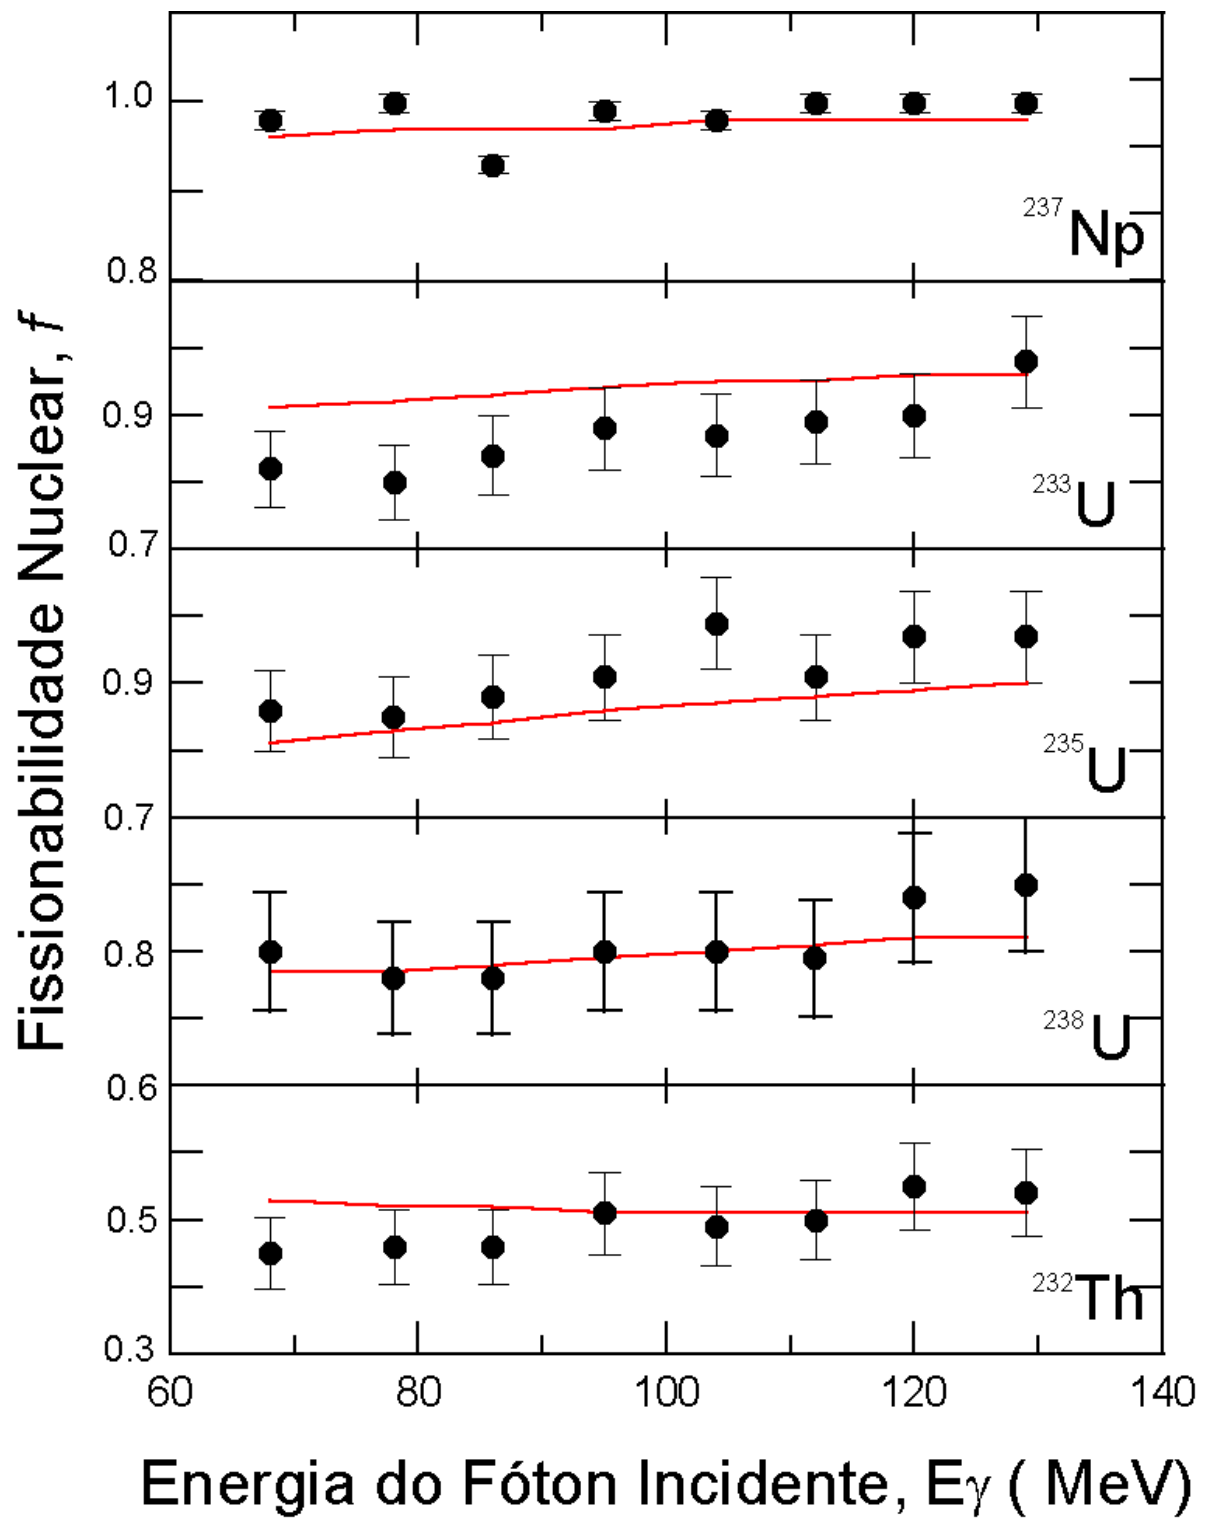 Fissionabilidade Nuclear, f
1.0
0.8
237Np
0.9
0.7
233U
0.9
0.7
235U
0.8
0.6
238U
0.5
0.3
232Th
60 80 100 120 140
Energia do Fóton Incidente, Eγ ( MeV)